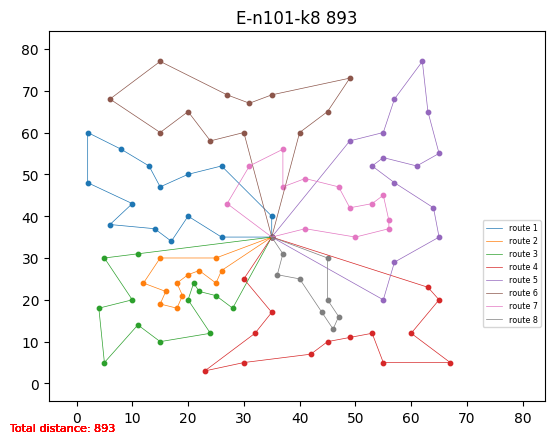 E-n101-k8 893
80
70
60
50
40
30
20
10
0
0 10 20 30 40 50 60 70 80
route 1
route 2
route 3
route 4
route 5
route 6
route 7
route 8
Total distance: 893